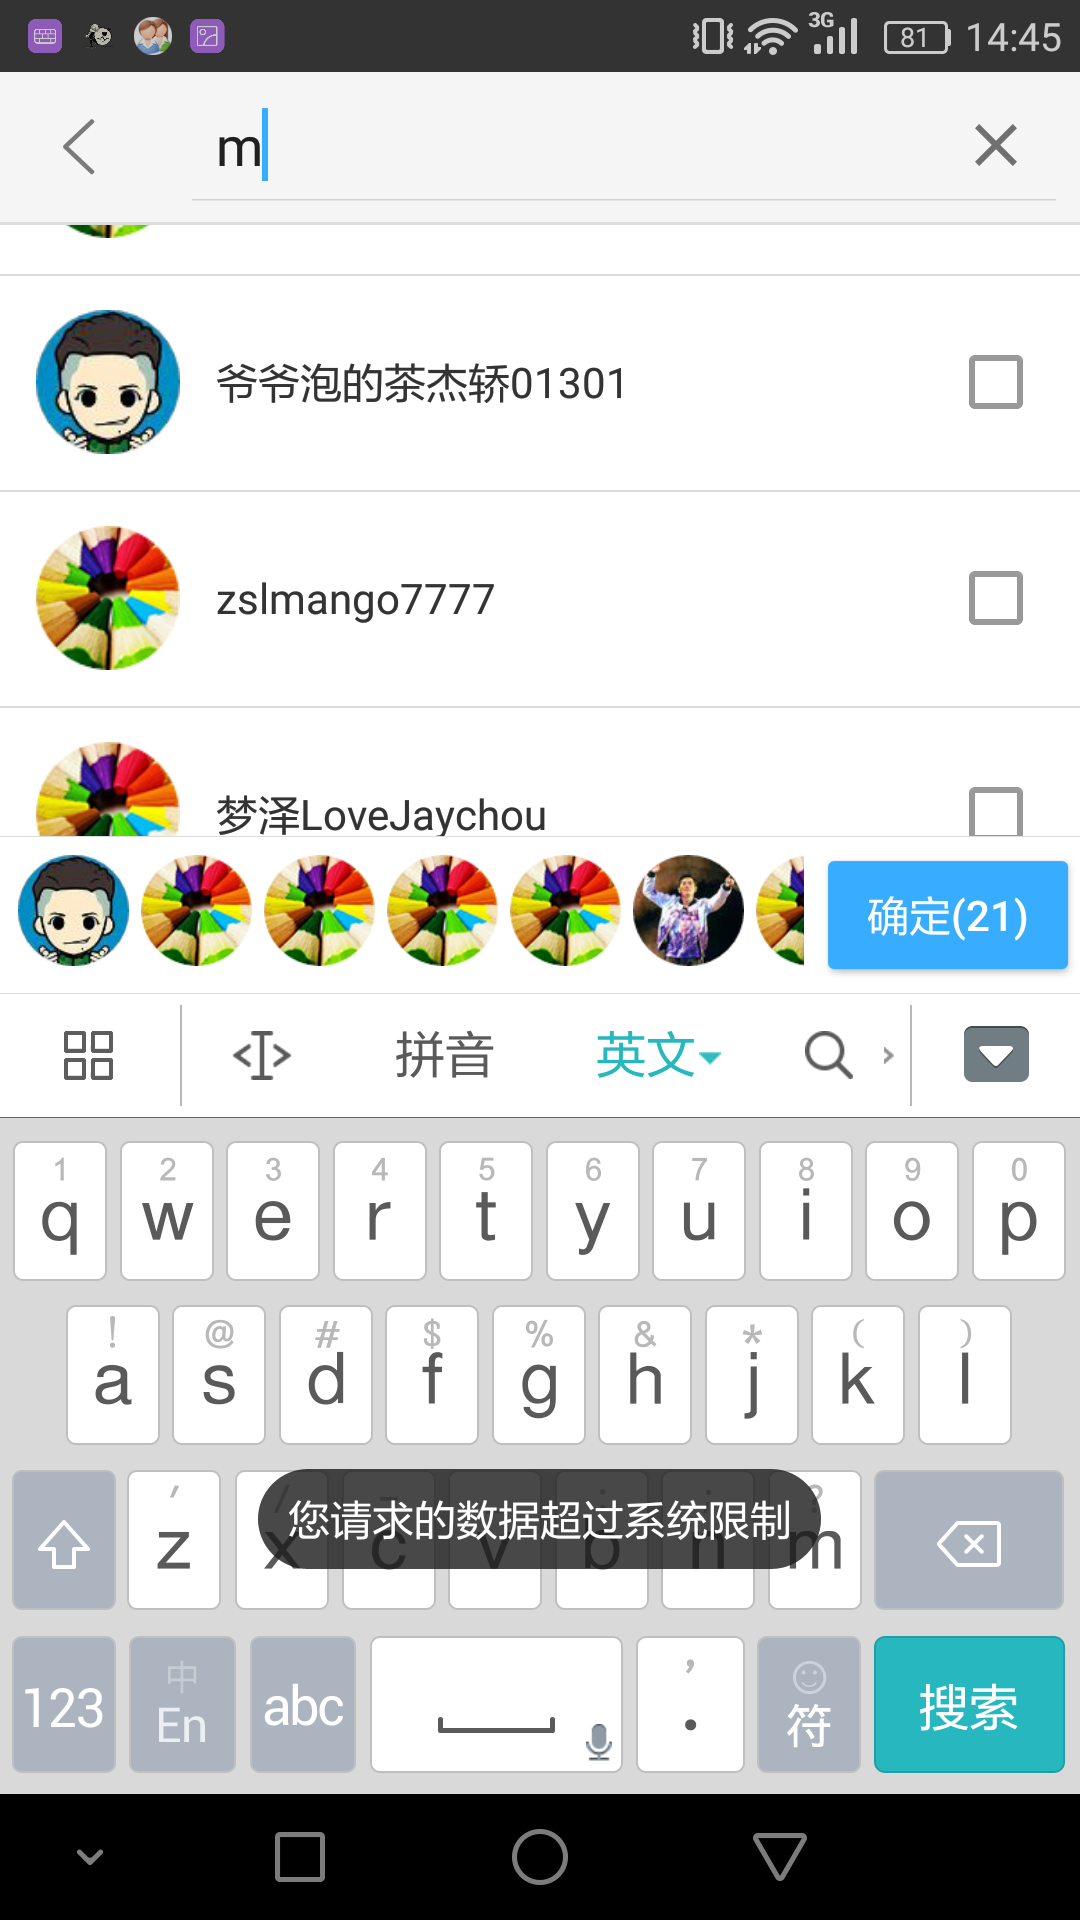 3G 81 14:45
m
爷爷泡的茶杰轿01301
zslmango7777
梦泽LoveJaychou
确定(21)
拼音 英文
1 2 3 4 5 6 7 8 9 0
q w e r t y u i o p
! @ # $ % & * ( )
a s d f g h j k l
您请求的数据超过系统限制
z x c v b n m
中 ,
123 En abc . 符 搜索